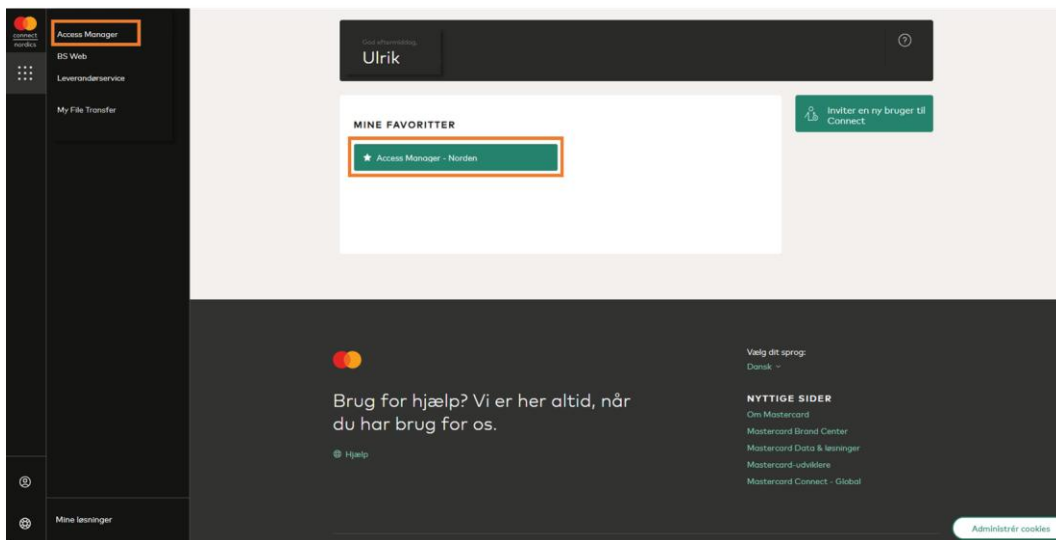 connect
nordics
Access Manager
BS Web
Leverandørservice
My File Transfer
Mine løsninger
God eftermiddag,
Ulrik
MINE FAVORITTER
Access Manager - Norden
Inviter en ny bruger til
Connect
Brug for hjælp? Vi er her altid, når
du har brug for os.
Hjælp
Vælg dit sprog:
Dansk
NYTTIGE SIDER
Om Mastercard
Mastercard Brand Center
Mastercard Data & løsninger
Mastercard-udviklere
Mastercard Connect - Global
Administrér cookies